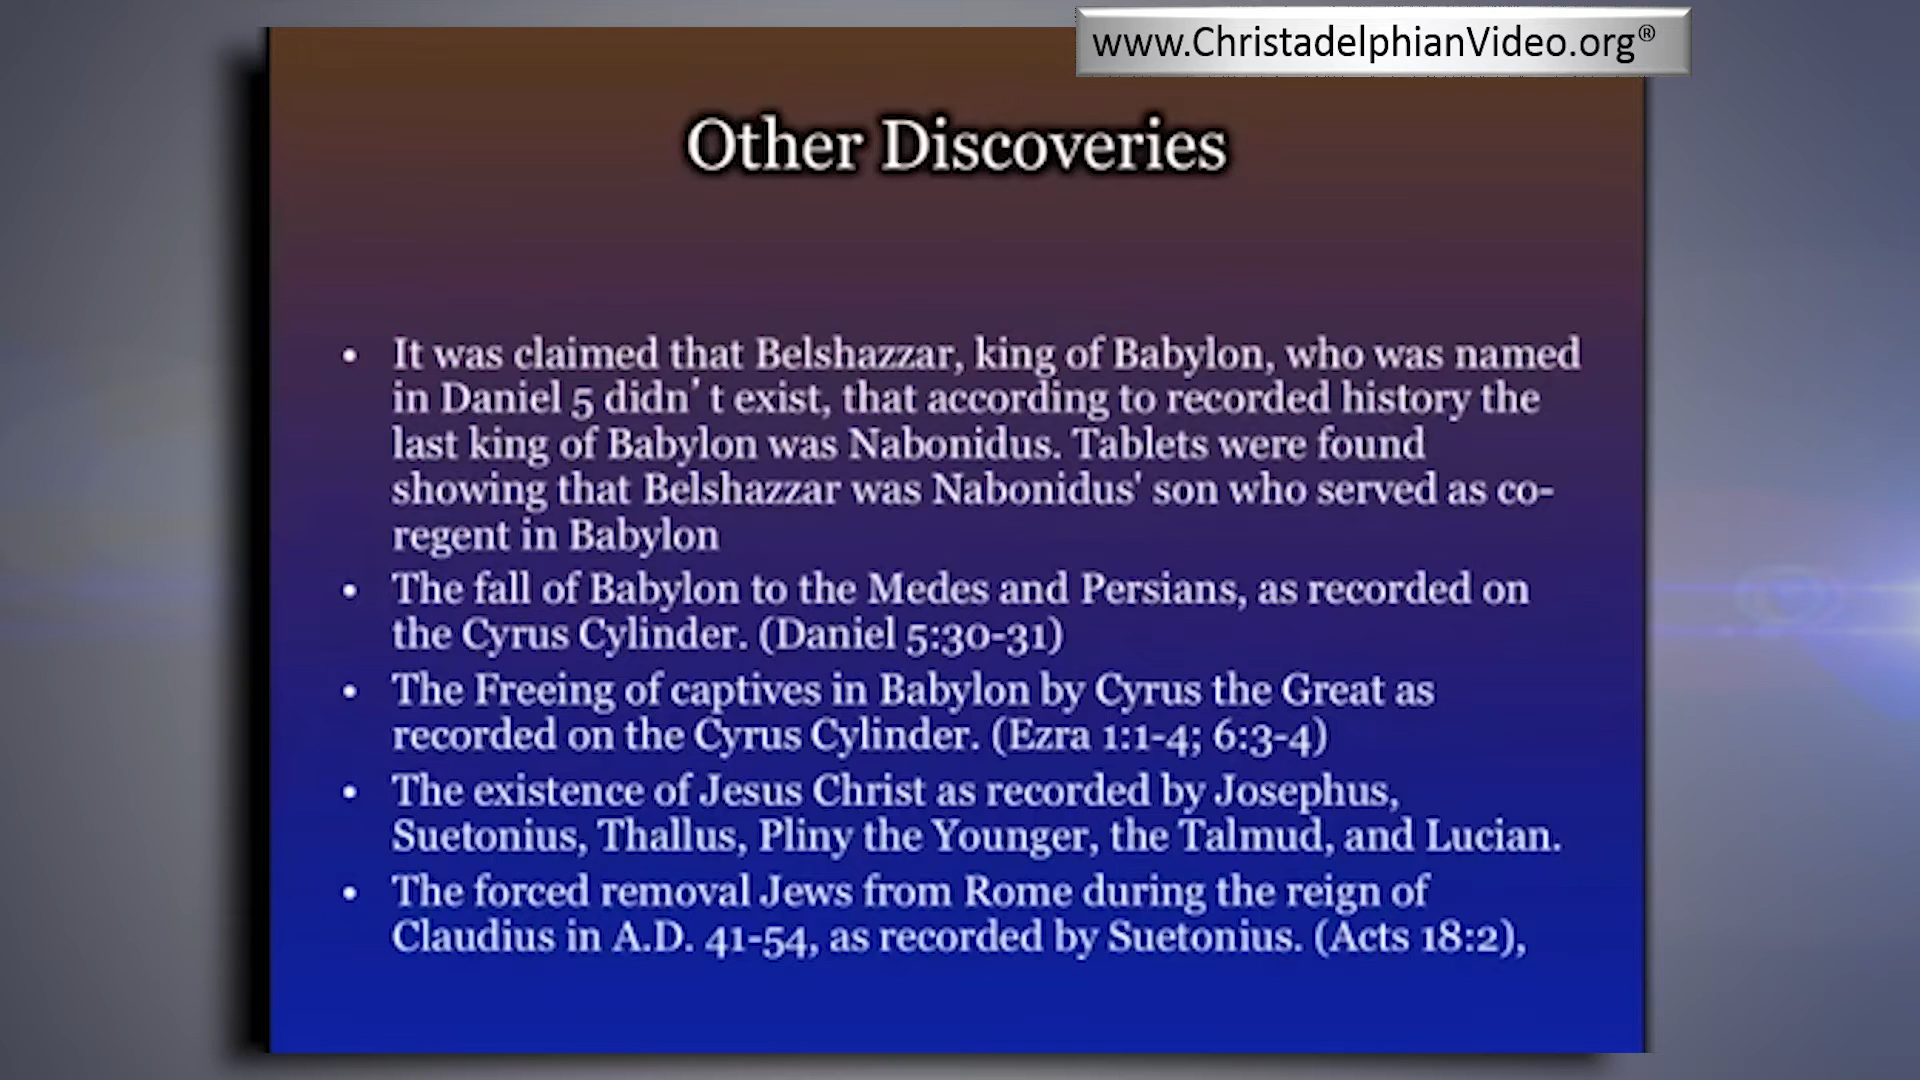 www.ChristadelphianVideo.org®
Other Discoveries
• It was claimed that Belshazzar, king of Babylon, who was named
in Daniel 5 didn' t exist, that according to recorded history the
last king of Babylon was Nabonidus. Tablets were found
showing that Belshazzar was Nabonidus' son who served as co-
regent in Babylon
• The fall of Babylon to the Medes and Persians, as recorded on
the Cyrus Cylinder. (Daniel 5:30-31)
• The Freeing of captives in Babylon by Cyrus the Great as
recorded on the Cyrus Cylinder. (Ezra 1:1-4; 6:3-4)
• The existence of Jesus Christ as recorded by Josephus,
Suetonius, Thallus, Pliny the Younger, the Talmud, and Lucian.
• The forced removal Jews from Rome during the reign of
Claudius in A.D. 41-54, as recorded by Suetonius. (Acts 18:2),